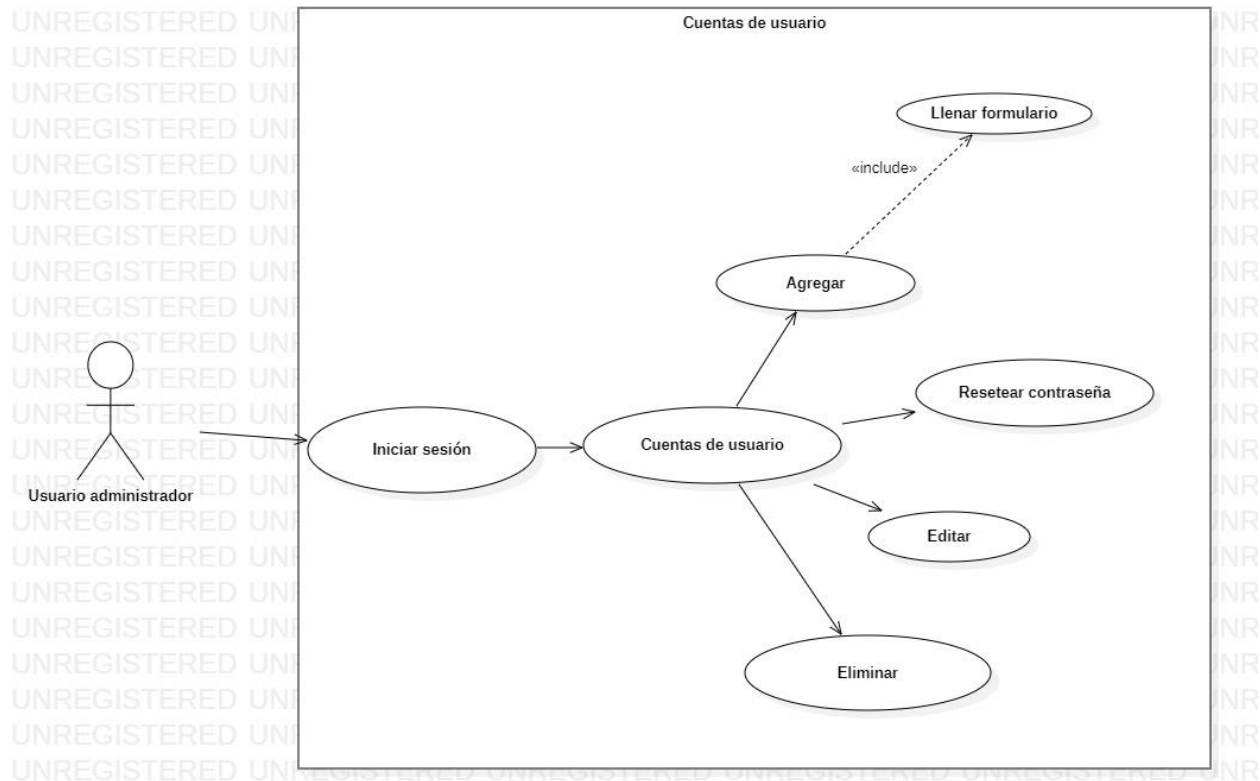 Cuentas de usuario
Llenar formulario
«include»
Agregar
Resetear contraseña
Iniciar sesión
Cuentas de usuario
Usuario administrador
Editar
Eliminar
UNREGISTERED